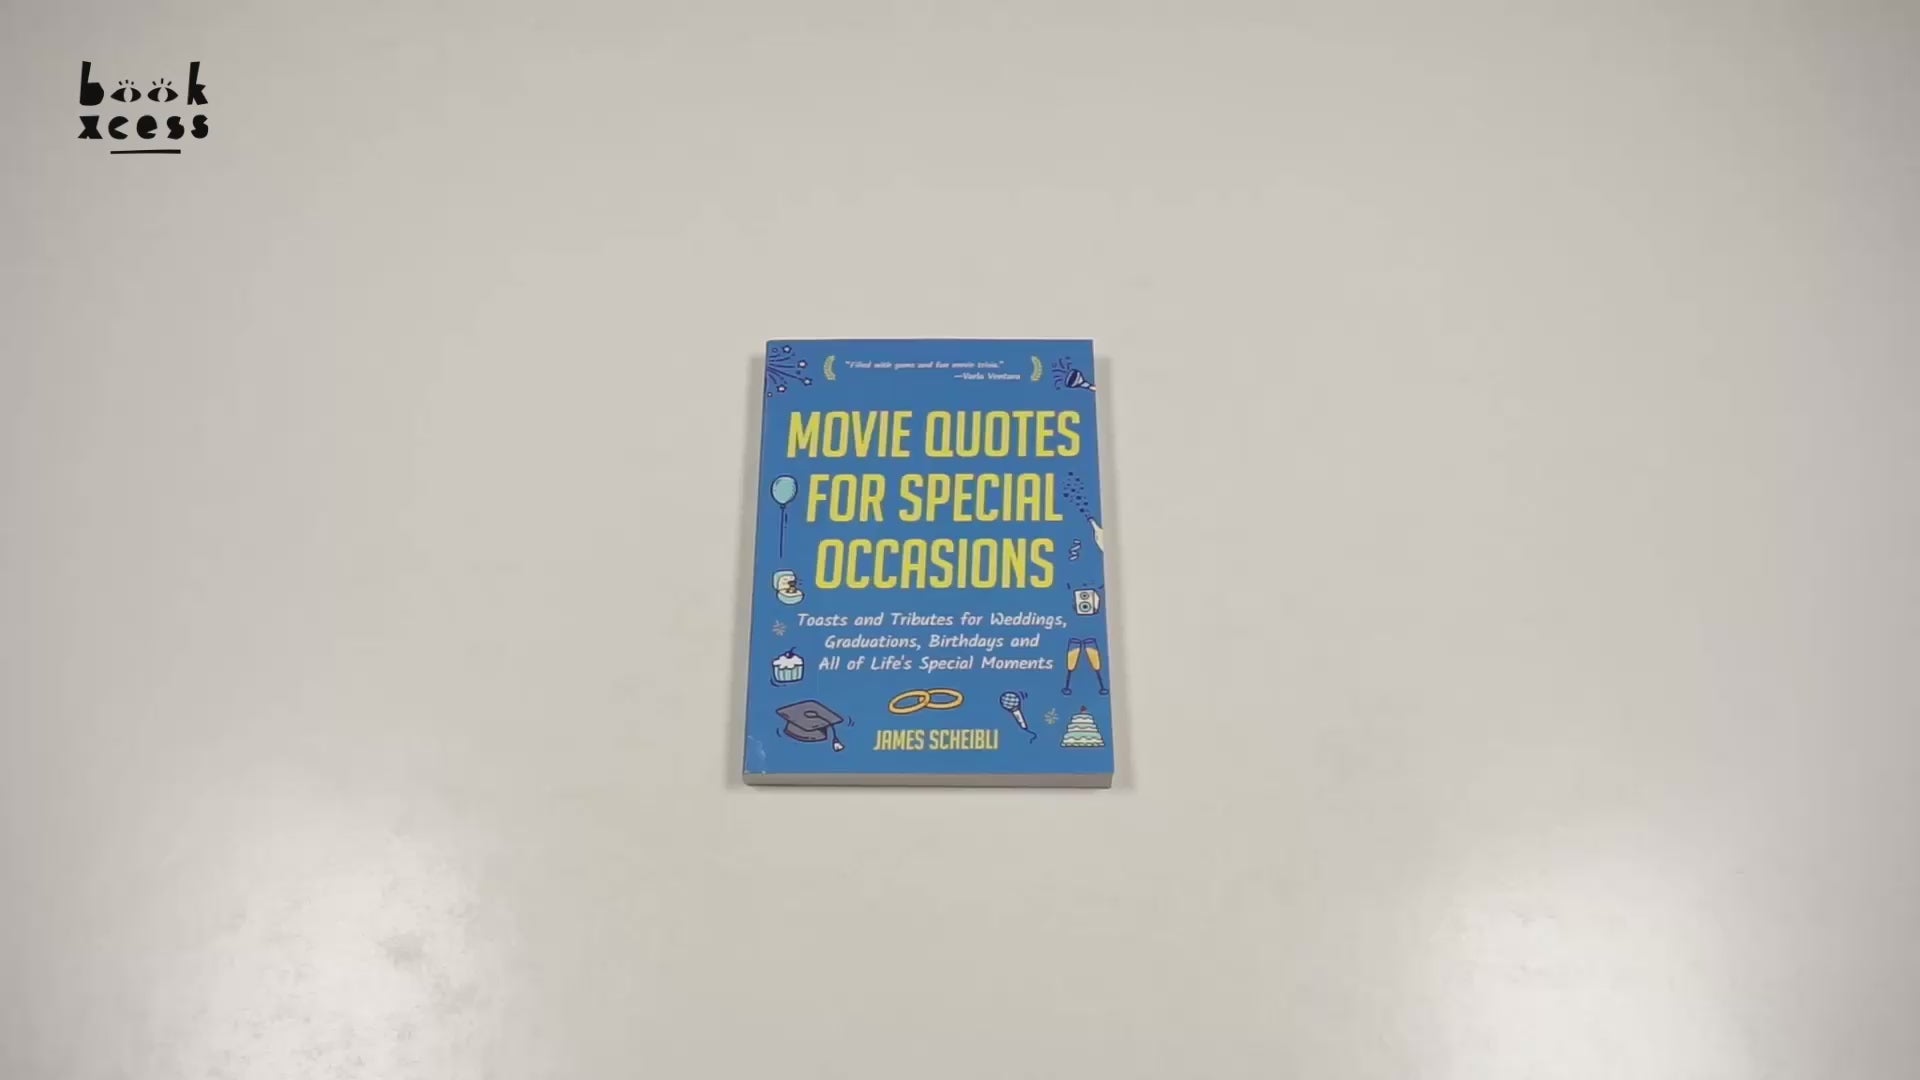 book
xcess
"Filled with gems and fun movie trivia."
—Varla Ventura
MOVIE QUOTES
FOR SPECIAL
OCCASIONS
Toasts and Tributes for Weddings,
Graduations, Birthdays and
All of Life's Special Moments
JAMES SCHEIBLI